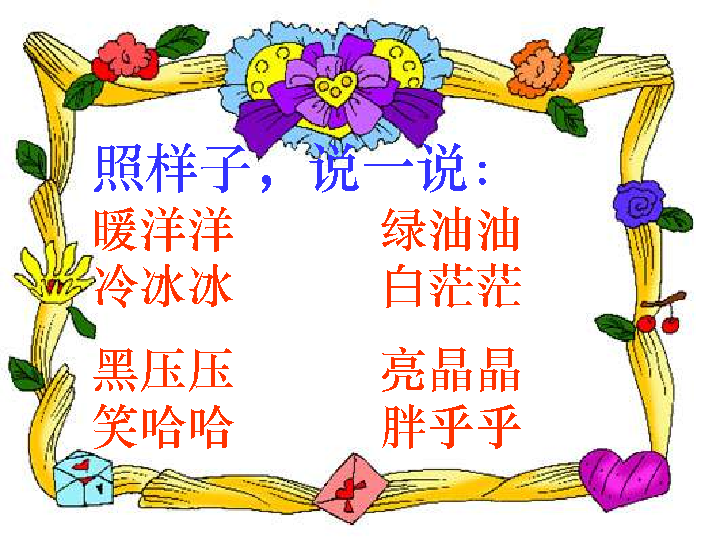 照样子，说一说：
暖洋洋 绿油油
冷冰冰 白茫茫
黑压压 亮晶晶
笑哈哈 胖乎乎